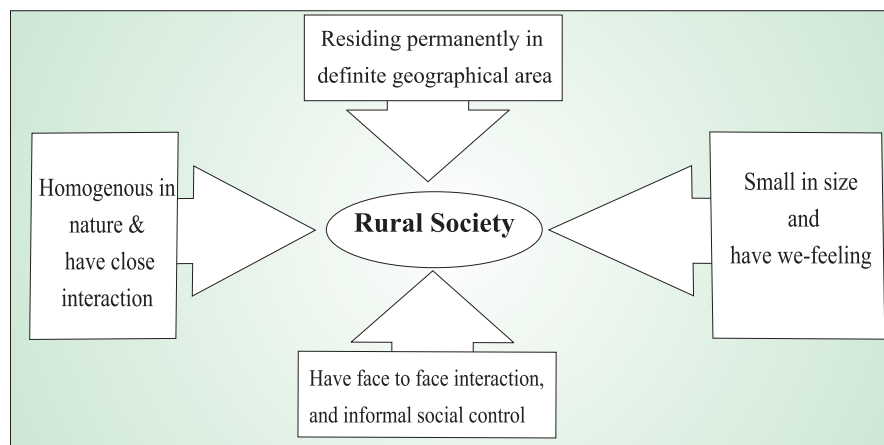 Residing permanently in
definite geographical area
Homogenous in
nature &
have close
interaction
Rural Society
Small in size
and
have we-feeling
Have face to face interaction,
and informal social control